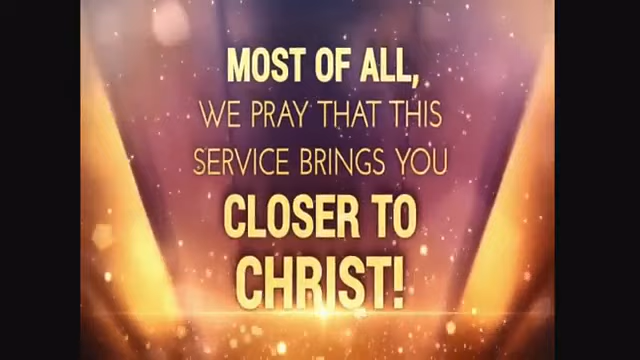 MOST OF ALL,
WE PRAY THAT THIS
SERVICE BRINGS YOU
CLOSER TO
CHRIST!